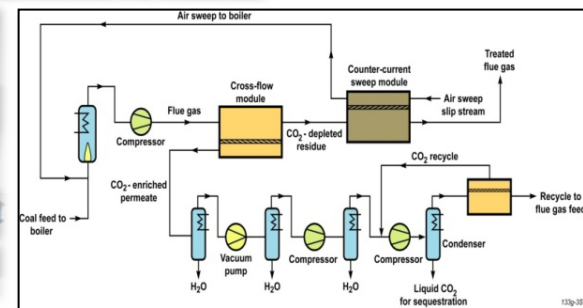 Air sweep to boiler
Cross-flow
module
Counter-current
sweep module
Treated
flue gas
Flue gas
Compressor
CO₂ - depleted
residue
Air sweep
slip stream
CO₂ - enriched
permeate
CO₂ recycle
Coal feed to
boiler
Recycle to
flue gas feed
Vacuum
pump
Compressor
Compressor
Condenser
H₂O
H₂O
H₂O
Liquid CO₂
for sequestration